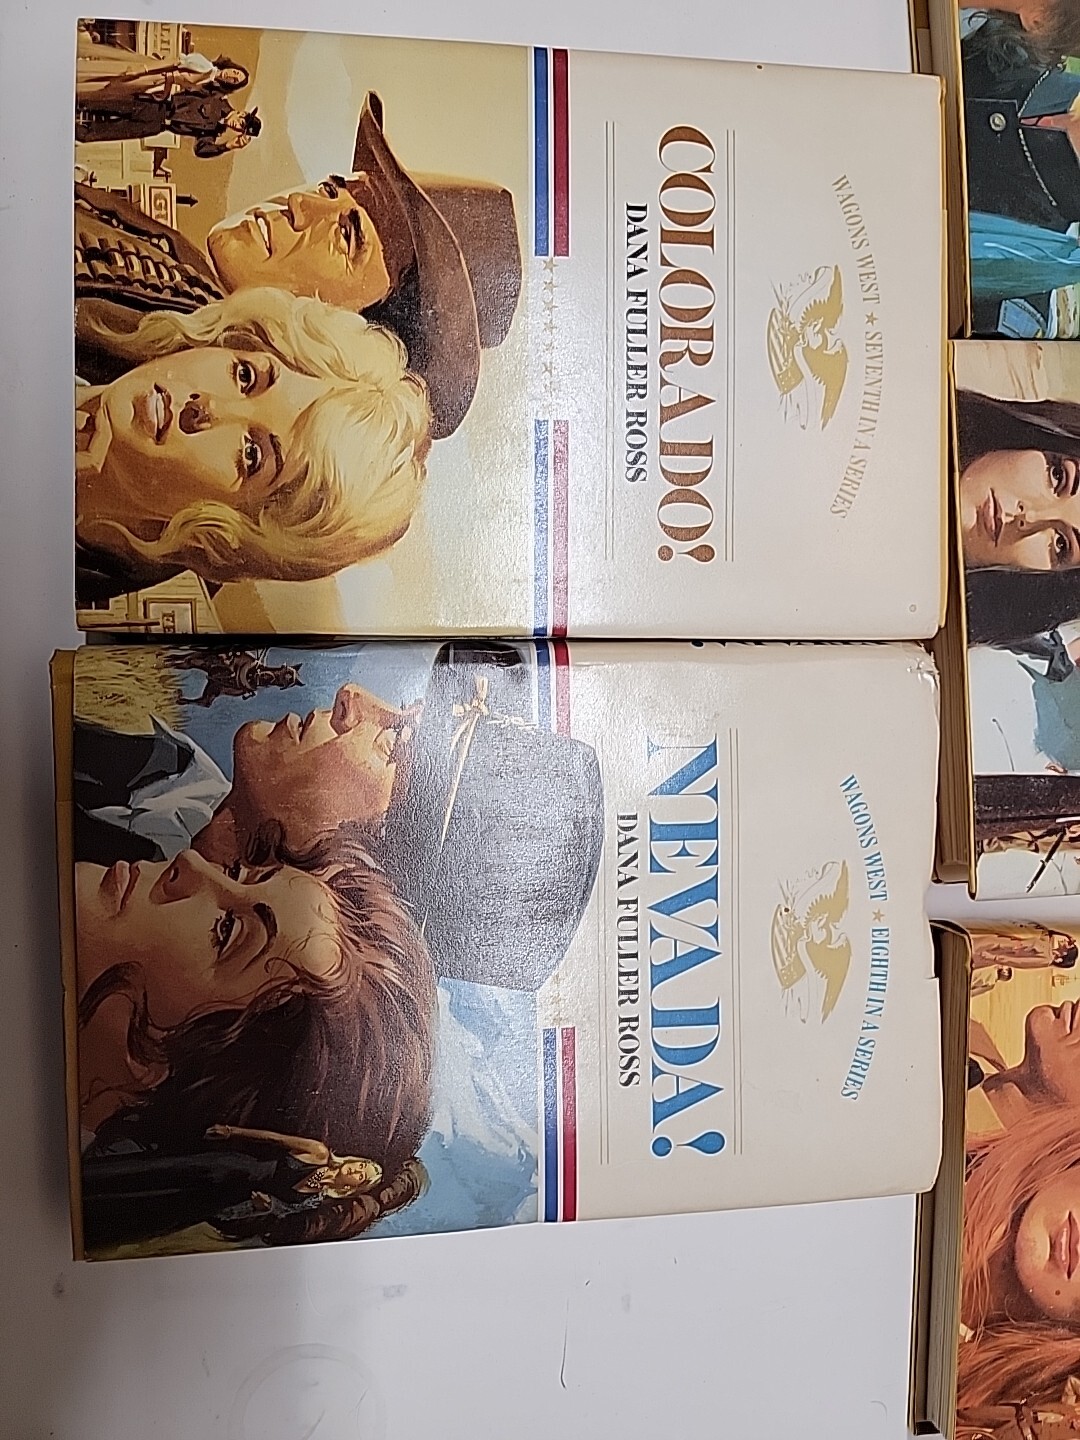 WAGONS WEST ★ SEVENTH IN A SERIES
COLORADO!
DANA FULLER ROSS
WAGONS WEST ★ EIGHTH IN A SERIES
NEVADA!
DANA FULLER ROSS